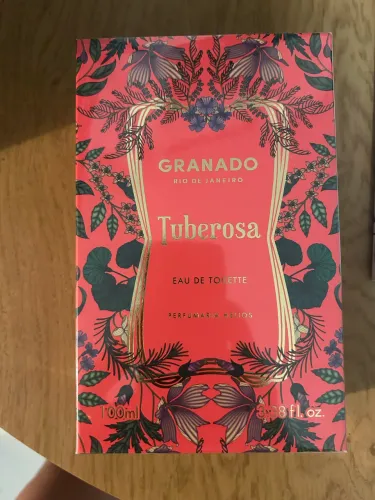 GRANADO
RIO DE JANEIRO
Tuberosa
EAU DE TOILETTE
100ml
fl. oz.